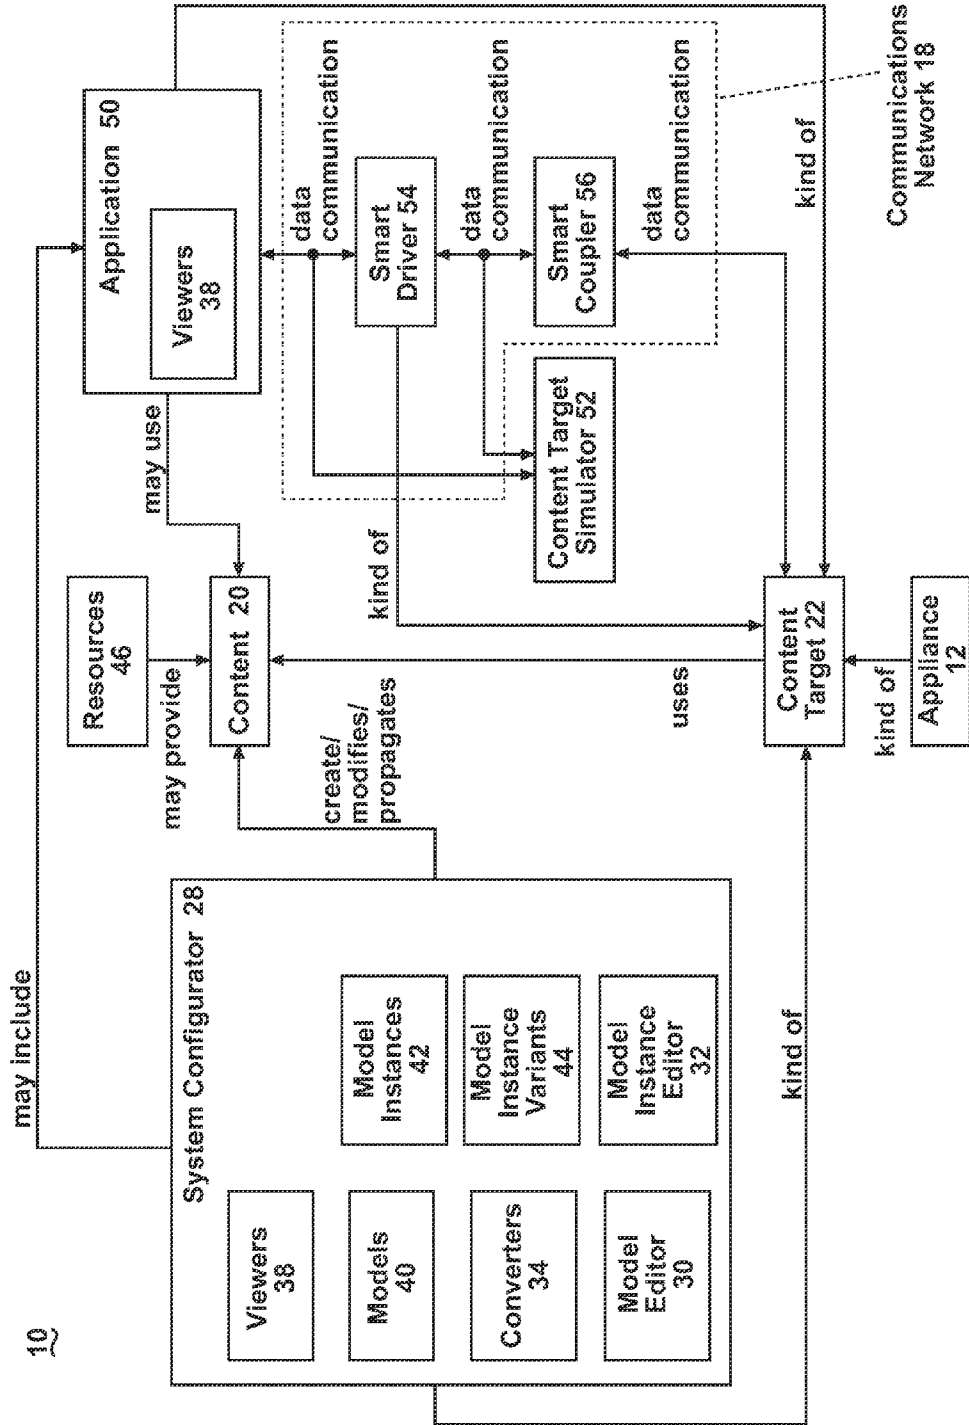 10
may include
System Configurator 28
Viewers
38
Models
40
Converters
34
Model
Editor
30
Model
Instances
42
Model
Instance
Variants
44
Model
Instance
Editor
32
create/
modifies/
propagates
kind of
Resources
46
may provide
Content 20
may use
uses
Content
Target 22
kind of
Appliance
12
Application 50
Viewers
38
data
communication
Smart
Driver 54
data
communication
Smart
Coupler 56
data
communication
Content Target
Simulator 52
kind of
kind of
Communications
Network 18